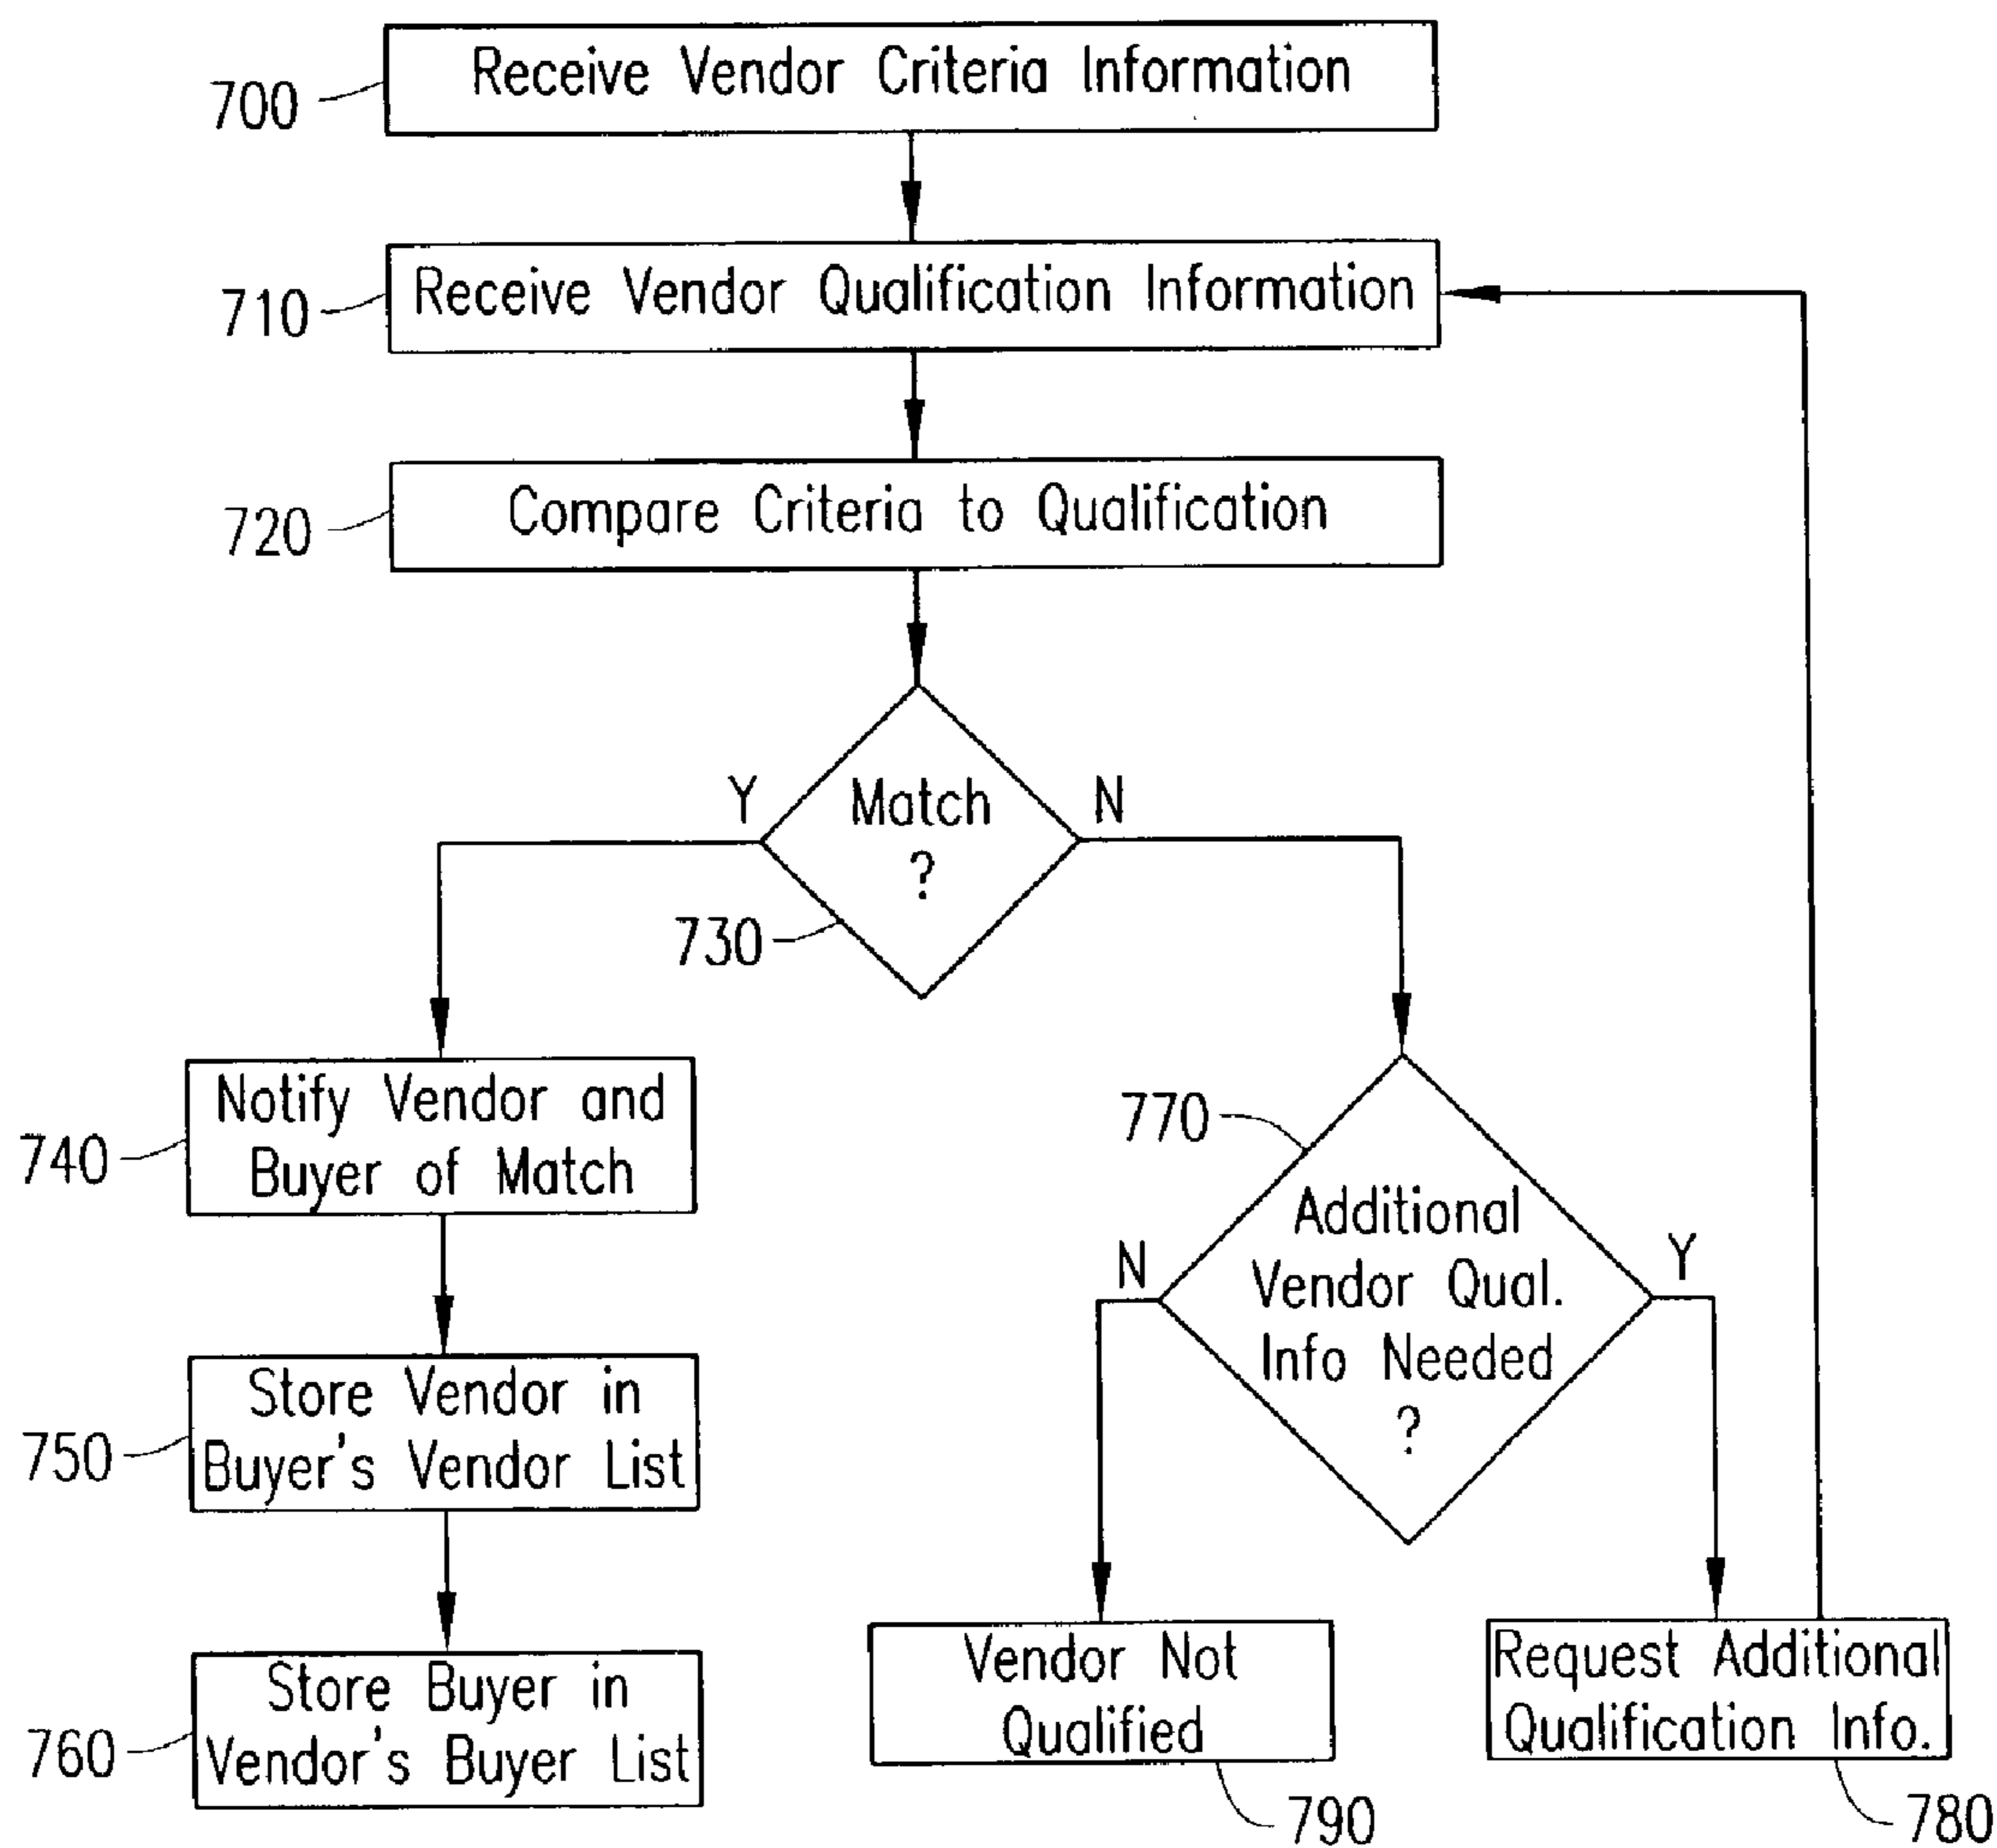 Receive Vendor Criteria Information
700
Receive Vendor Qualification Information
710
Compare Criteria to Qualification
720
Match
?
Y
N
730
Notify Vendor and
Buyer of Match
740
Store Vendor in
Buyer's Vendor List
750
Store Buyer in
Vendor's Buyer List
760
770
Additional
Vendor Qual.
Info Needed
?
N
Y
Vendor Not
Qualified
790
Request Additional
Qualification Info.
780